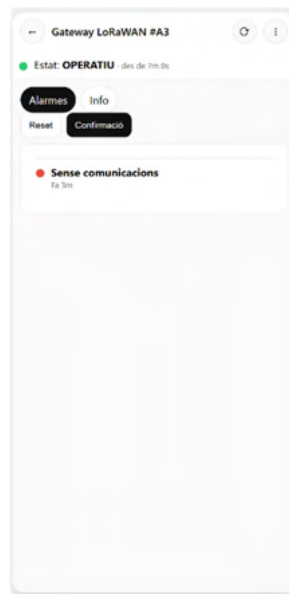 Gateway LoRaWAN #A3
Estat: OPERATIU · des de 7m 0s
Alarmes Info
Reset Confirmació
Sense comunicacions
Fa 3m